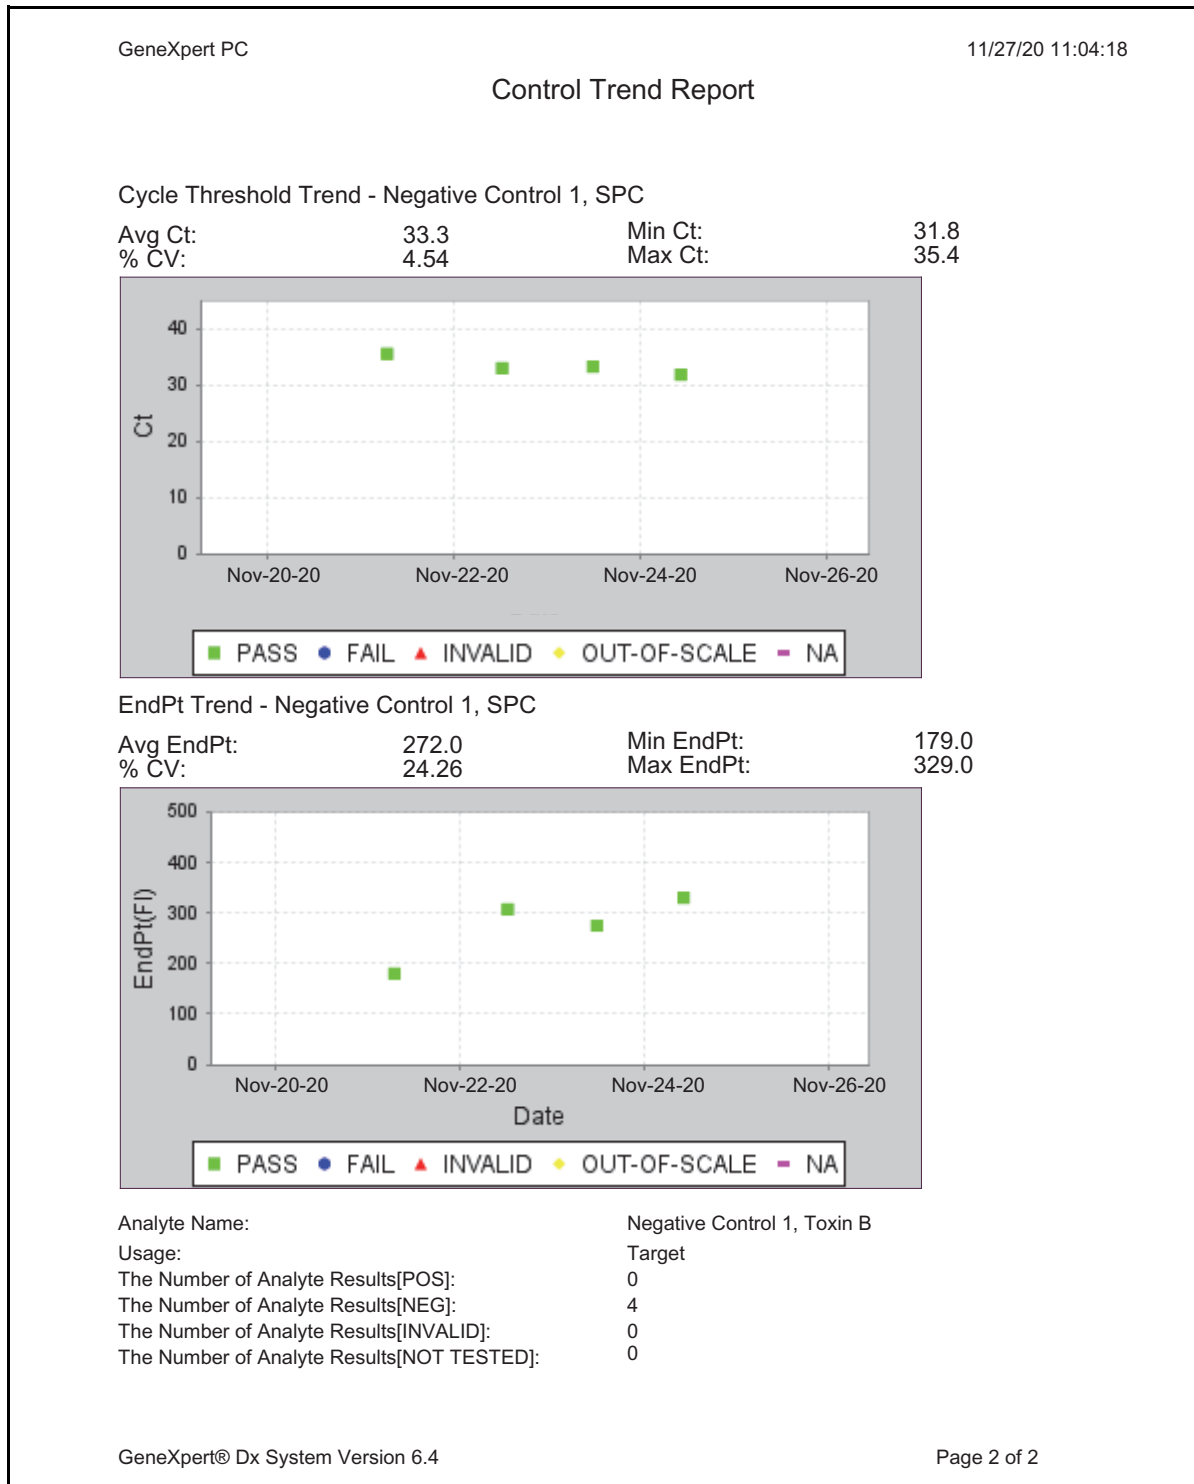 GeneXpert PC 11/27/20 11:04:18
Control Trend Report
Cycle Threshold Trend - Negative Control 1, SPC
Avg Ct: 33.3 Min Ct: 31.8
% CV: 4.54 Max Ct: 35.4
40
30
Ct
20
10
0
Nov-20-20 Nov-22-20 Nov-24-20 Nov-26-20
PASS FAIL INVALID OUT-OF-SCALE NA
EndPt Trend - Negative Control 1, SPC
Avg EndPt: 272.0 Min EndPt: 179.0
% CV: 24.26 Max EndPt: 329.0
500
400
300
EndPt(FI)
200
100
0
Nov-20-20 Nov-22-20 Nov-24-20 Nov-26-20
Date
PASS FAIL INVALID OUT-OF-SCALE NA
Analyte Name: Negative Control 1, Toxin B
Usage: Target
The Number of Analyte Results[POS]: 0
The Number of Analyte Results[NEG]: 4
The Number of Analyte Results[INVALID]: 0
The Number of Analyte Results[NOT TESTED]: 0
GeneXpert® Dx System Version 6.4 Page 2 of 2